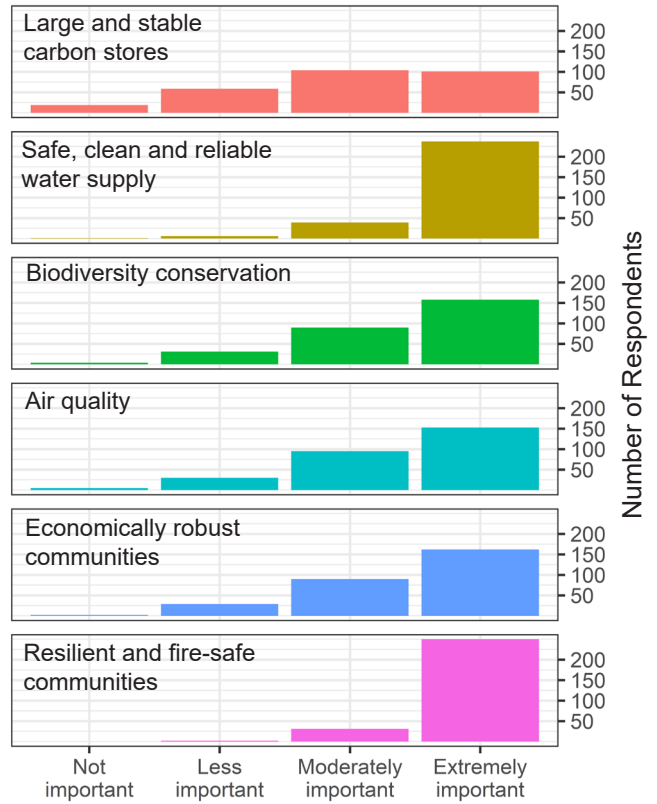 Large and stable
carbon stores
200
150
100
50
Safe, clean and reliable
water supply
200
150
100
50
Biodiversity conservation
200
150
100
50
Air quality
200
150
100
50
Economically robust
communities
200
150
100
50
Resilient and fire-safe
communities
200
150
100
50
Number of Respondents
Not
important
Less
important
Moderately
important
Extremely
important